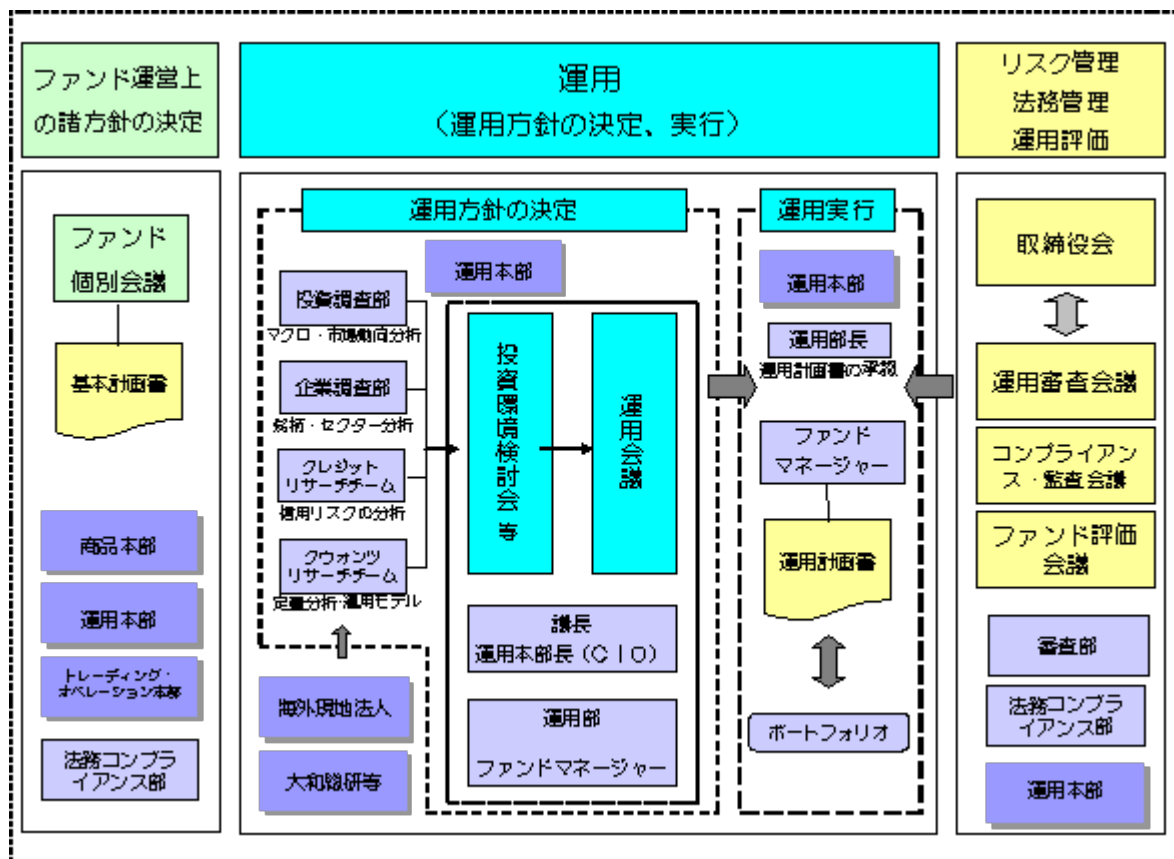 ファンド運営上
の諸方針の決定
運用
(運用方針の決定、実行)
リスク管理
法務管理
運用評価
ファンド
個別会議
基本計画書
商品本部
運用本部
トレーディング・
オペレーション本部
法務コンプラ
イアンス部
運用方針の決定
運用本部
投資調査部
マクロ・市場動向分析
企業調査部
銘柄・セクター分析
クレジット
リサーチチーム
信用リスクの分析
クウォンツ
リサーチチーム
定量分析・運用モデル
海外現地法人
大和総研等
投資環境検討会 等
運用会議
議長
運用本部長(CIO)
運用部
ファンドマネージャー
運用実行
運用本部
運用部長
運用計画書の承認
ファンド
マネージャー
運用計画書
ポートフォリオ
取締役会
運用審査会議
コンプライアン
ス・監査会議
ファンド評価
会議
審査部
法務コンプラ
イアンス部
運用本部